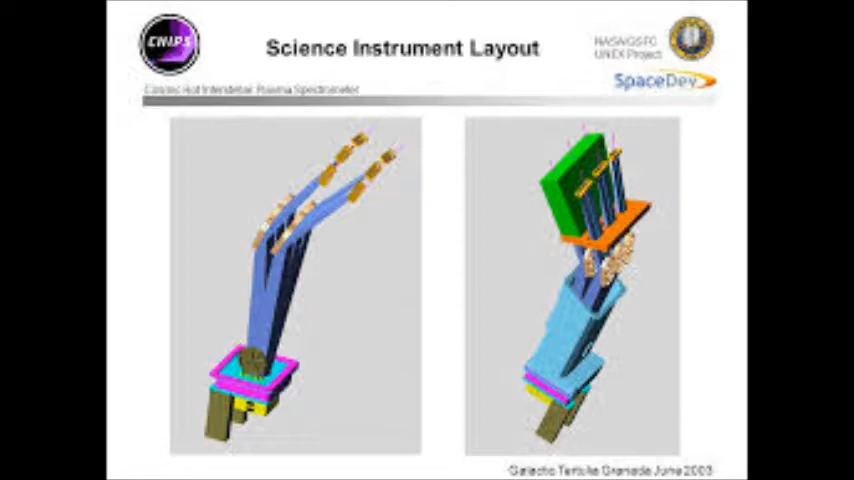 CHIPS
Science Instrument Layout
NASA/GSFC
UNEX Project
SpaceDev
Cosmic Hot Interstellar Plasma Spectrometer
Galactic Tertulia Granada June 2003